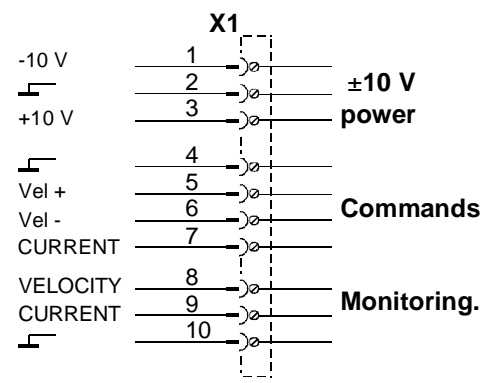 X1
-10 V 1
2
+10 V 3
±10 V
power
4
Vel + 5
Vel - 6
CURRENT 7
Commands
VELOCITY 8
CURRENT 9
10
Monitoring.